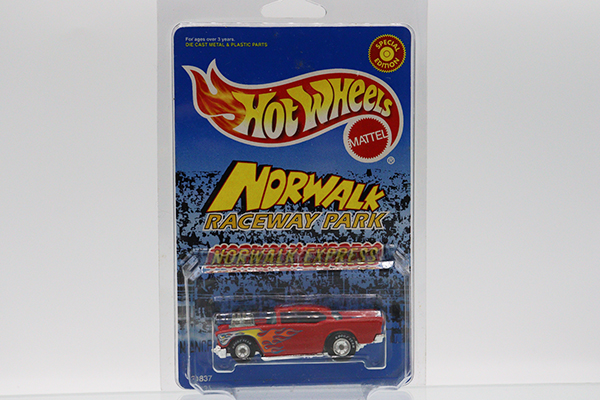 For ages over 3 years.
DIE CAST METAL & PLASTIC PARTS
SPECIAL
EDITION
HOT WHEELS
MATTEL
®
NORWALK
RACEWAY PARK
NORWALK EXPRESS
71837